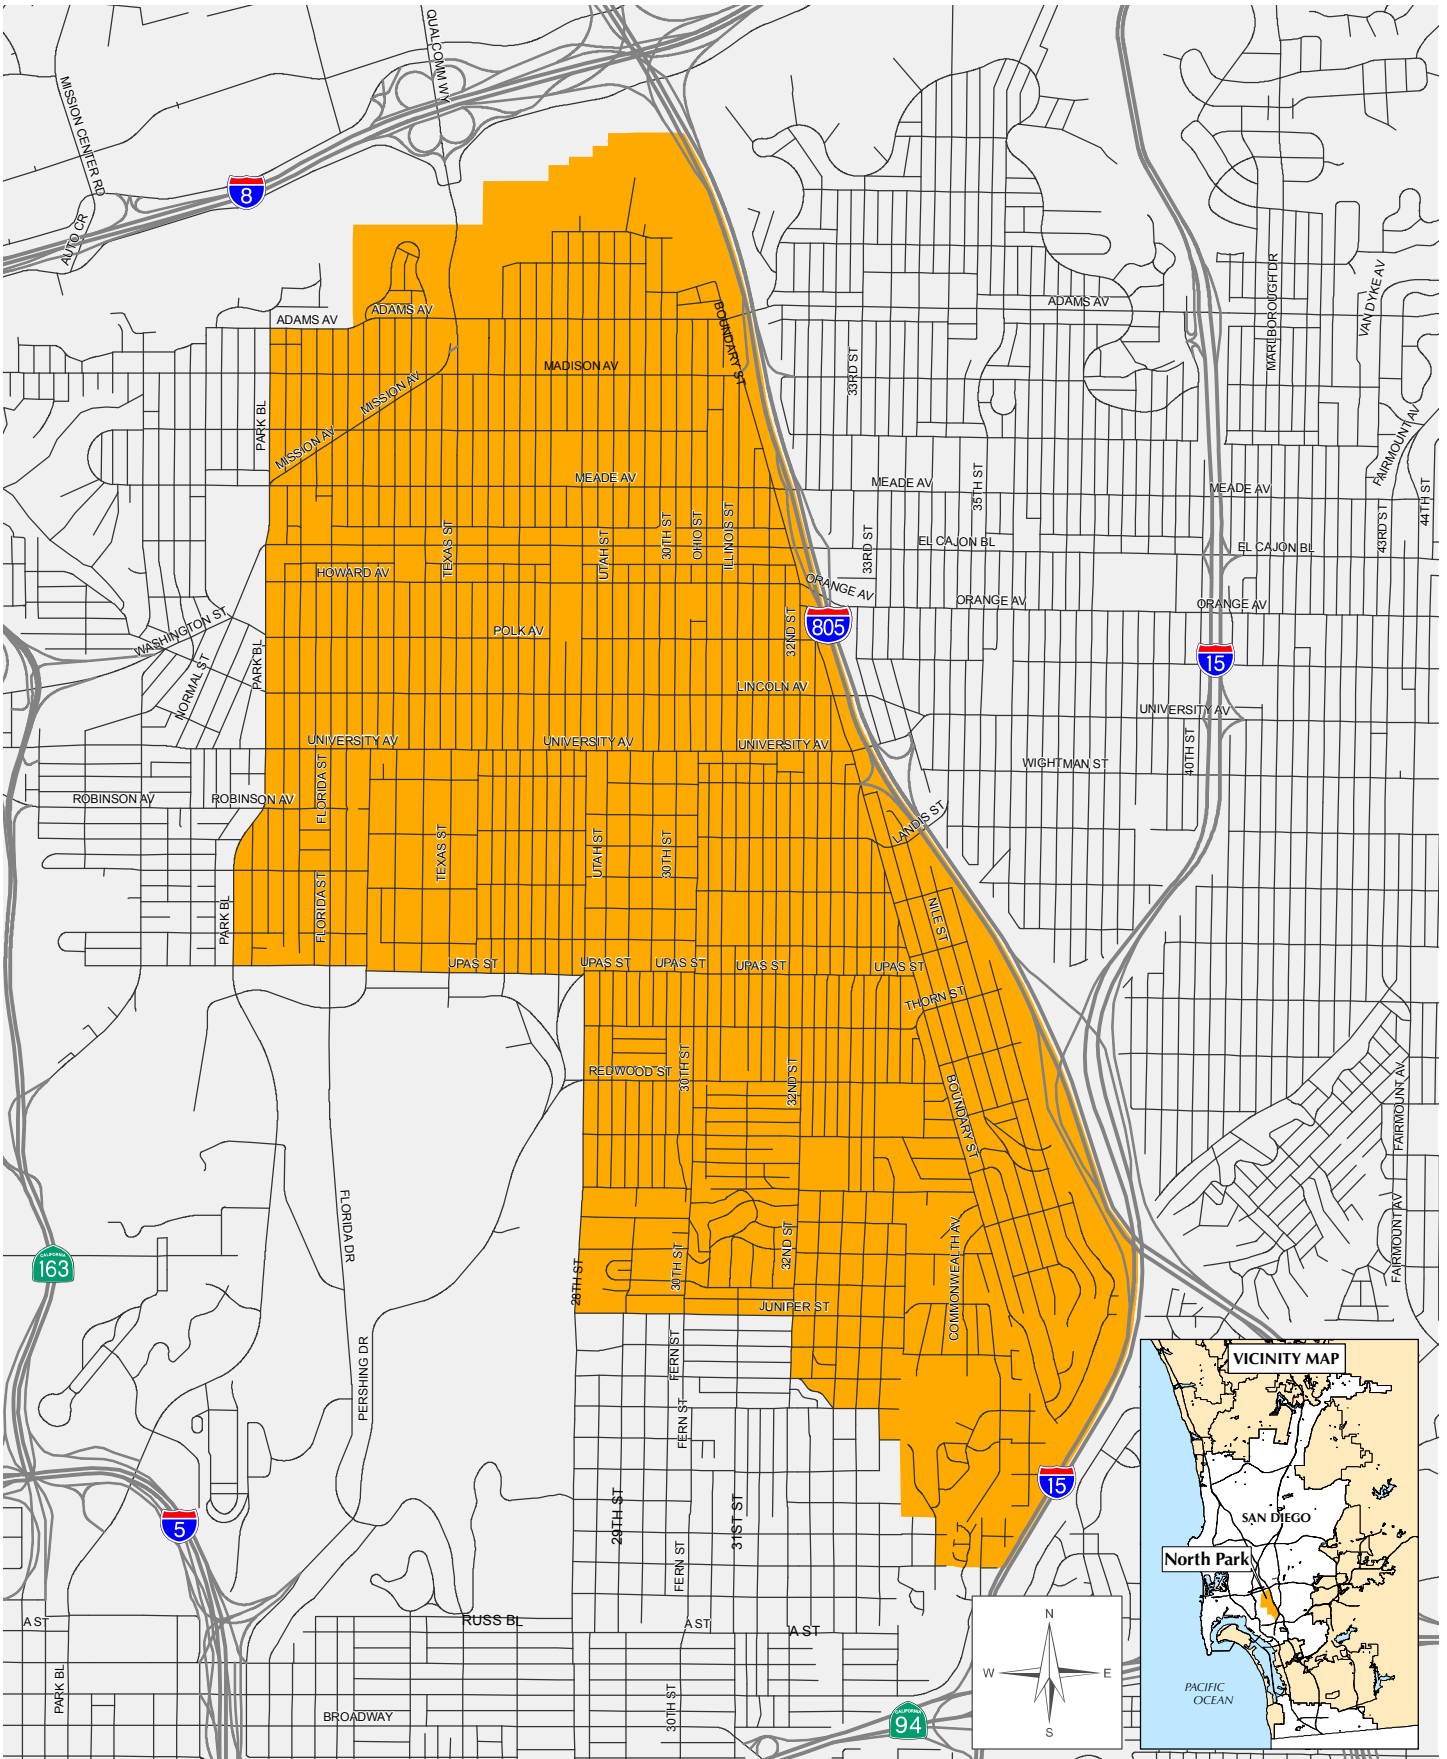 QUALCOMM WY
MISSION CENTER RD
8
AUTO CR
MARLBOROUGH DR
VAN DYKE AV
ADAMS AV
ADAMS AV
ADAMS AV
BOUNDARY ST
MADISON AV
33RD ST
MISSION AV
PARK BL
MISSION AV
FAIRMOUNT AV
MEADE AV
MEADE AV
35TH ST
MEADE AV
44TH ST
TEXAS ST
UTAH ST
30TH ST
OHIO ST
ILLINOIS ST
33RD ST
EL CAJON BL
43RD ST
EL CAJON BL
HOWARD AV
ORANGE AV
ORANGE AV
ORANGE AV
WASHINGTON ST
POLK AV
32ND ST
805
15
NORMAL ST
PARK BL
LINCOLN AV
UNIVERSITY AV
UNIVERSITY AV
UNIVERSITY AV
UNIVERSITY AV
40TH ST
WIGHTMAN ST
ROBINSON AV
ROBINSON AV
FLORIDA ST
LANDIS ST
TEXAS ST
UTAH ST
30TH ST
PARK BL
FLORIDA ST
NILE ST
UPAS ST
UPAS ST
UPAS ST
UPAS ST
UPAS ST
THORN ST
REDWOOD ST
30TH ST
32ND ST
BOUNDARY ST
FAIRMOUNT AV
FLORIDA DR
CALIFORNIA
163
28TH ST
30TH ST
32ND ST
COMMONWEALTH AV
FAIRMOUNT AV
JUNIPER ST
PERSHING DR
FERN ST
FERN ST
VICINITY MAP
15
5
29TH ST
31ST ST
SAN DIEGO
FERN ST
North Park
A ST
RUSS BL
A ST
A ST
N
W
E
S
PARK BL
30TH ST
BROADWAY
CALIFORNIA
94
PACIFIC
OCEAN